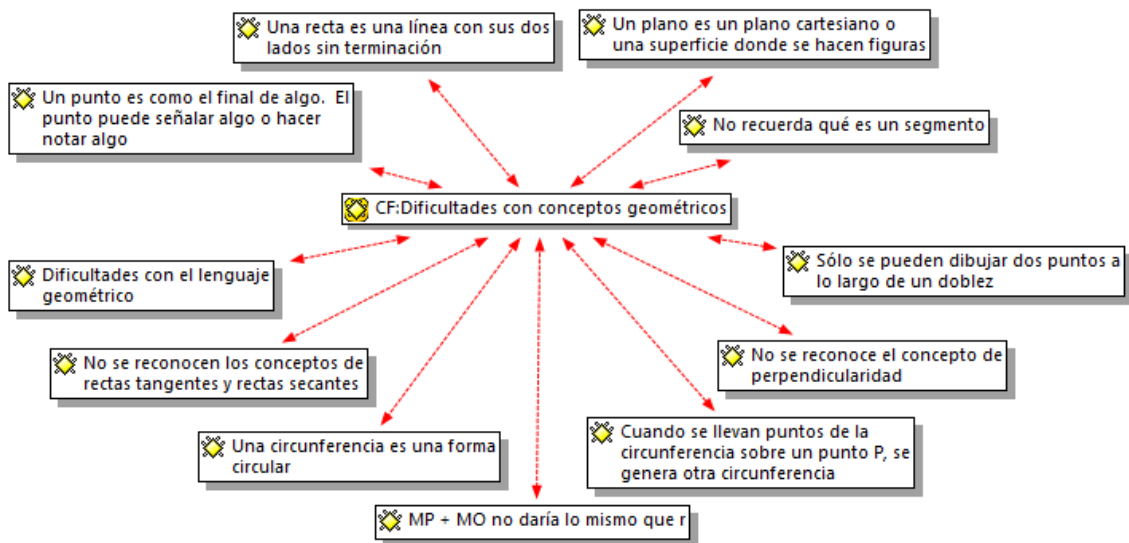 Una recta es una línea con sus dos
lados sin terminación
Un plano es un plano cartesiano o
una superficie donde se hacen figuras
Un punto es como el final de algo. El
punto puede señalar algo o hacer
notar algo
No recuerda qué es un segmento
CF:Dificultades con conceptos geométricos
Dificultades con el lenguaje
geométrico
Sólo se pueden dibujar dos puntos a
lo largo de un doblez
No se reconocen los conceptos de
rectas tangentes y rectas secantes
No se reconoce el concepto de
perpendicularidad
Una circunferencia es una forma
circular
Cuando se llevan puntos de la
circunferencia sobre un punto P, se
genera otra circunferencia
MP + MO no daría lo mismo que r